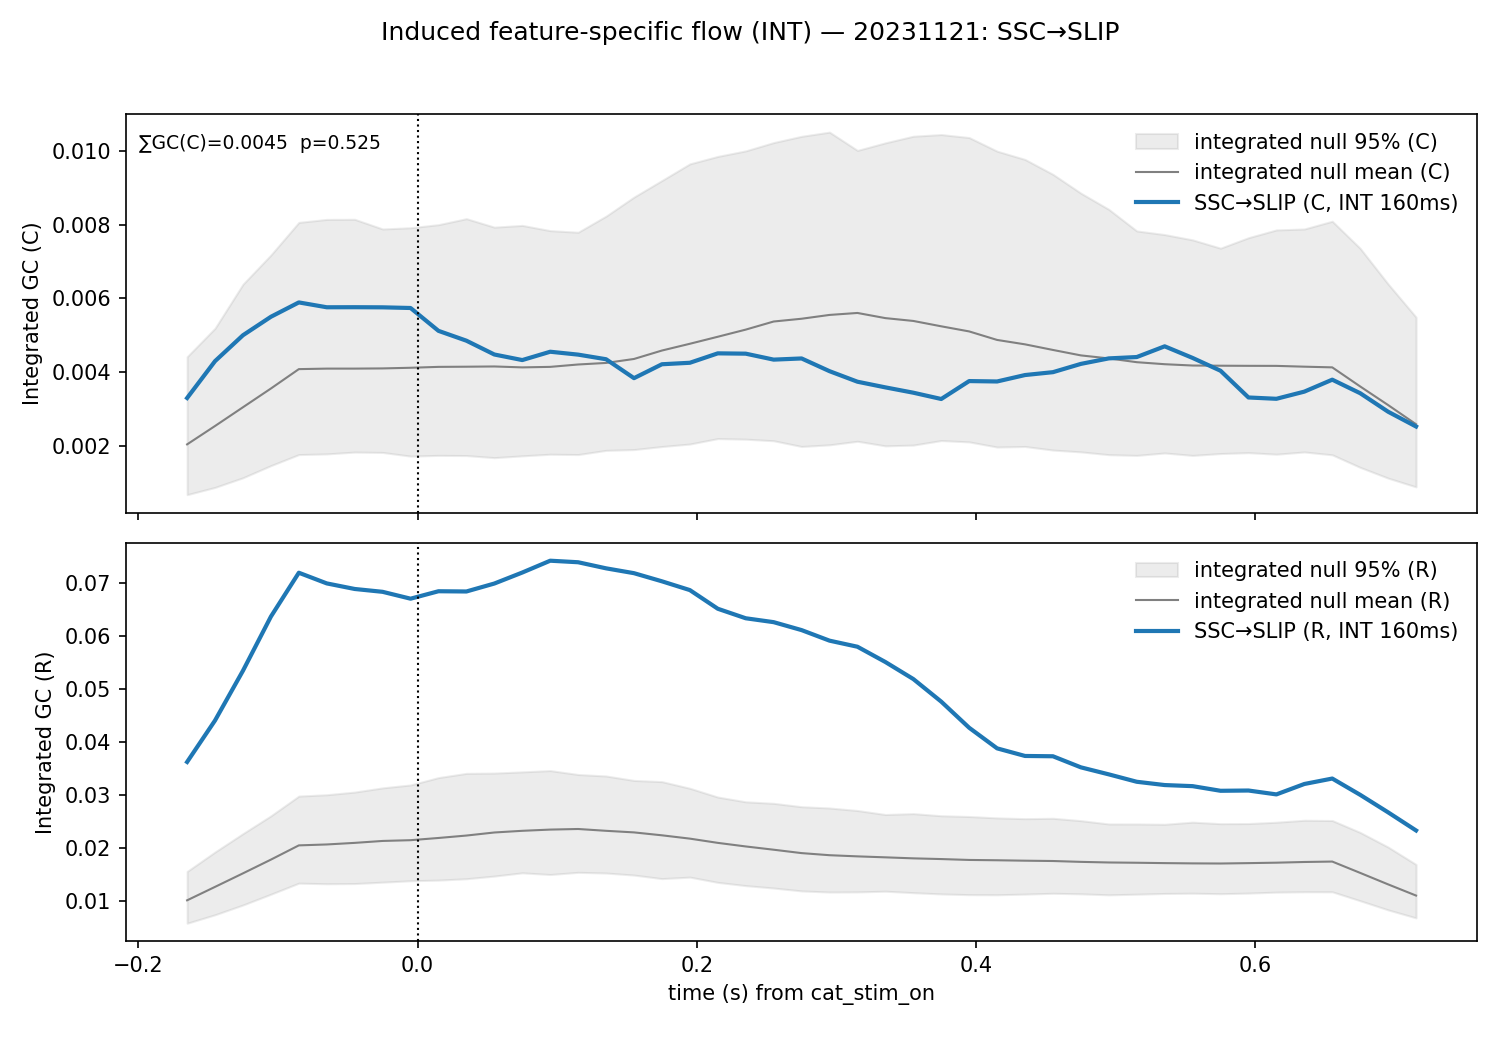 Induced feature-specific flow (INT) — 20231121: SSC→SLIP
∑GC(C)=0.0045  p=0.525
integrated null 95% (C)
integrated null mean (C)
SSC→SLIP (C, INT 160ms)
0.010
0.008
0.006
0.004
0.002
Integrated GC (C)
integrated null 95% (R)
integrated null mean (R)
SSC→SLIP (R, INT 160ms)
0.07
0.06
0.05
0.04
0.03
0.02
0.01
Integrated GC (R)
−0.2 0.0 0.2 0.4 0.6
time (s) from cat_stim_on